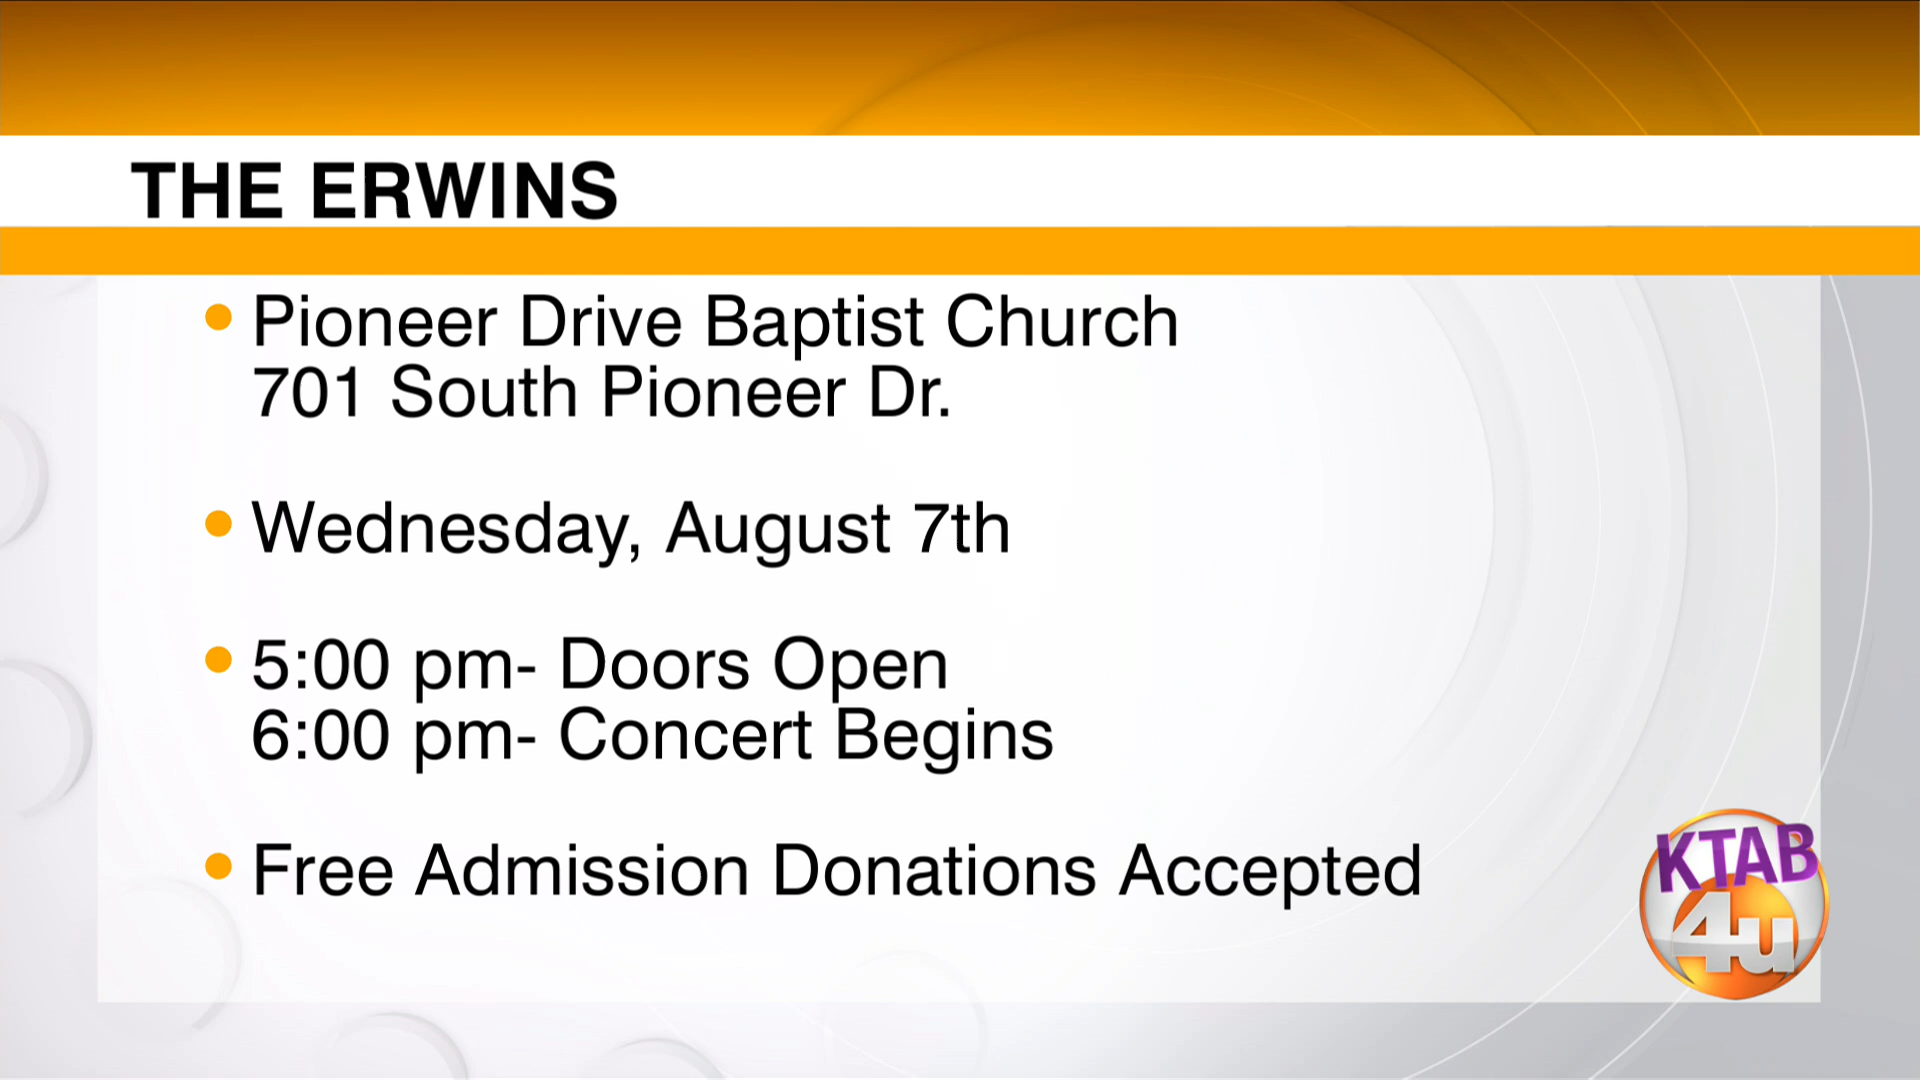 THE ERWINS
• Pioneer Drive Baptist Church
701 South Pioneer Dr.
• Wednesday, August 7th
• 5:00 pm- Doors Open
6:00 pm- Concert Begins
• Free Admission Donations Accepted
KTAB
4u